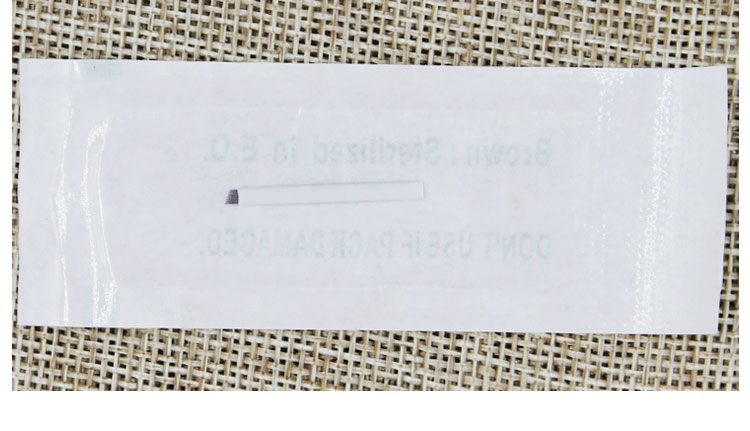 Brown : Sterilized in E O.
DON'T USE IF PACK DAMAGED.